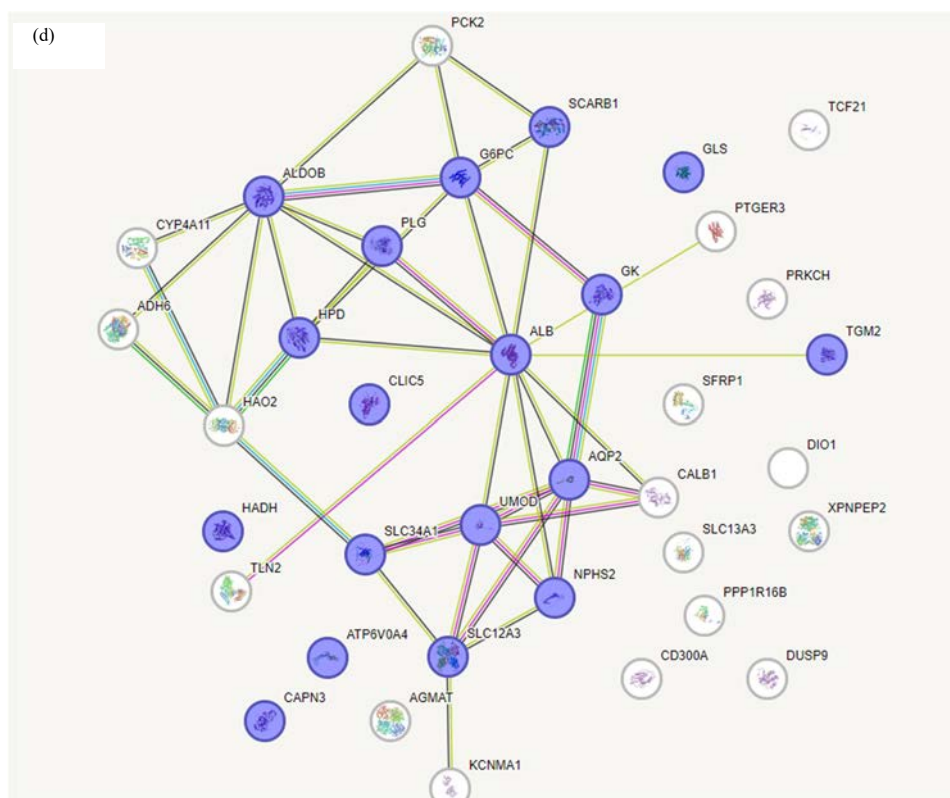 (d)
PCK2
SCARB1
TCF21
G6PC
GLS
ALDOB
PTGER3
PLG
CYP4A11
PRKCH
GK
ADH6
HPD
ALB
TGM2
CLIC5
SFRP1
HAO2
DIO1
AQP2
CALB1
UMOD
XPNPEP2
HADH
SLC34A1
SLC13A3
TLN2
NPHS2
PPP1R16B
ATP6V0A4
SLC12A3
CD300A
DUSP9
CAPN3
AGMAT
KCNMA1